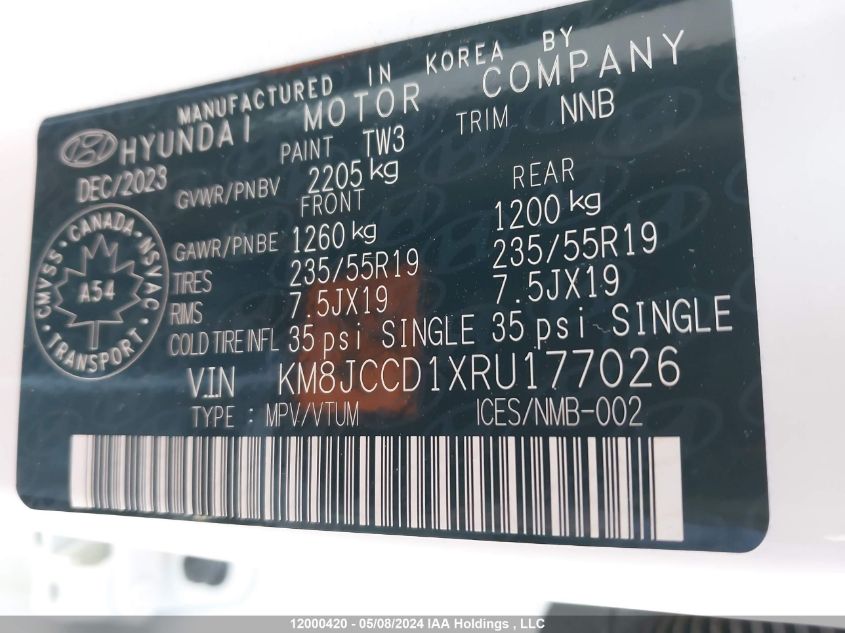 MANUFACTURED IN KOREA BY
HYUNDAI MOTOR COMPANY
DEC/2023 PAINT TW3 TRIM NNB
GVWR/PNBV 2205 kg
FRONT REAR
GAWR/PNBE 1260 kg 1200 kg
TIRES 235/55R19 235/55R19
RIMS 7.5JX19 7.5JX19
COLD TIRE INFL 35 psi SINGLE 35 psi SINGLE
VIN KM8JCCD1XRU177026
TYPE : MPV/VTUM ICES/NMB-002
CMVSS · CANADA · NSVAC · TRANSPORT ·
A54
12000420 - 05/08/2024 IAA Holdings , LLC